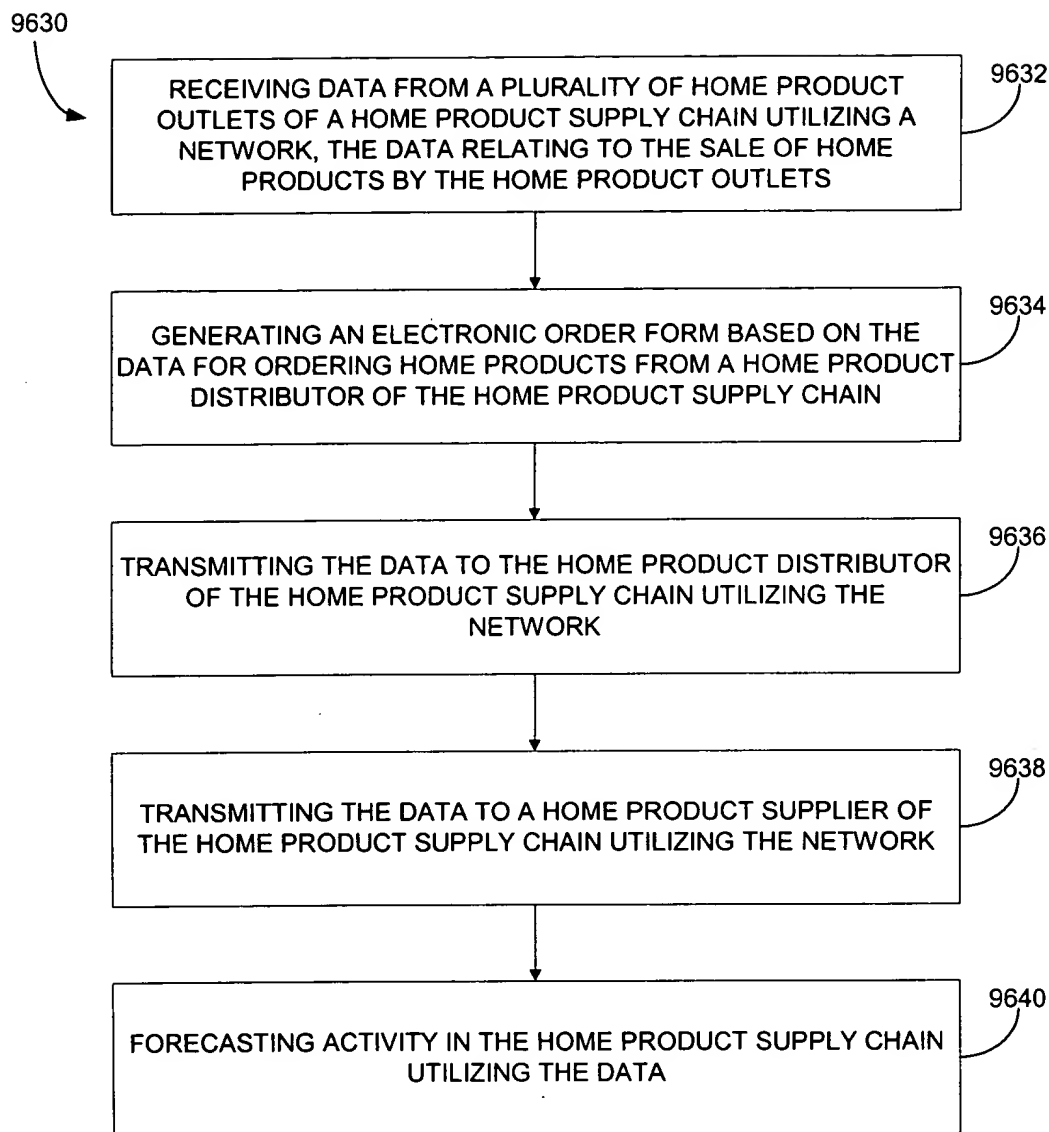 9630
9632
RECEIVING DATA FROM A PLURALITY OF HOME PRODUCT
OUTLETS OF A HOME PRODUCT SUPPLY CHAIN UTILIZING A
NETWORK, THE DATA RELATING TO THE SALE OF HOME
PRODUCTS BY THE HOME PRODUCT OUTLETS
9634
GENERATING AN ELECTRONIC ORDER FORM BASED ON THE
DATA FOR ORDERING HOME PRODUCTS FROM A HOME PRODUCT
DISTRIBUTOR OF THE HOME PRODUCT SUPPLY CHAIN
9636
TRANSMITTING THE DATA TO THE HOME PRODUCT DISTRIBUTOR
OF THE HOME PRODUCT SUPPLY CHAIN UTILIZING THE
NETWORK
9638
TRANSMITTING THE DATA TO A HOME PRODUCT SUPPLIER OF
THE HOME PRODUCT SUPPLY CHAIN UTILIZING THE NETWORK
9640
FORECASTING ACTIVITY IN THE HOME PRODUCT SUPPLY CHAIN
UTILIZING THE DATA